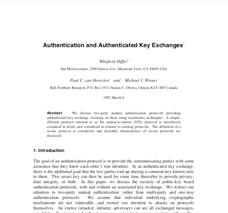 Authentication and Authenticated Key Exchanges*
Whitfield Diffie†
Sun Microsystems, 2550 Garcia Ave., Mountain View, CA 94043 USA
Paul C. van Oorschot and Michael J. Wiener
Bell-Northern Research, P.O. Box 3511 Station C, Ottawa, Ontario K1Y 4H7 Canada
1992 March 6
Abstract. We discuss two-party mutual authentication protocols providing
authenticated key exchange, focusing on those using asymmetric techniques. A simple,
efficient protocol referred to as the station-to-station (STS) protocol is introduced,
examined in detail, and considered in relation to existing protocols. The definition of a
secure protocol is considered, and desirable characteristics of secure protocols are
discussed.
1. Introduction
The goal of an authentication protocol is to provide the communicating parties with some
assurance that they know each other's true identities. In an authenticated key exchange,
there is the additional goal that the two parties end up sharing a common key known only
to them. This secret key can then be used for some time thereafter to provide privacy,
data integrity, or both. In this paper, we discuss the security of public-key based
authentication protocols, with and without an associated key exchange. We restrict our
attention to two-party mutual authentication, rather than multi-party and one-way
authentication protocols. We assume that individual underlying cryptographic
mechanisms are not vulnerable, and restrict our attention to attacks on protocols
themselves. An enemy (attacker, intruder, adversary) can see all exchanged messages,